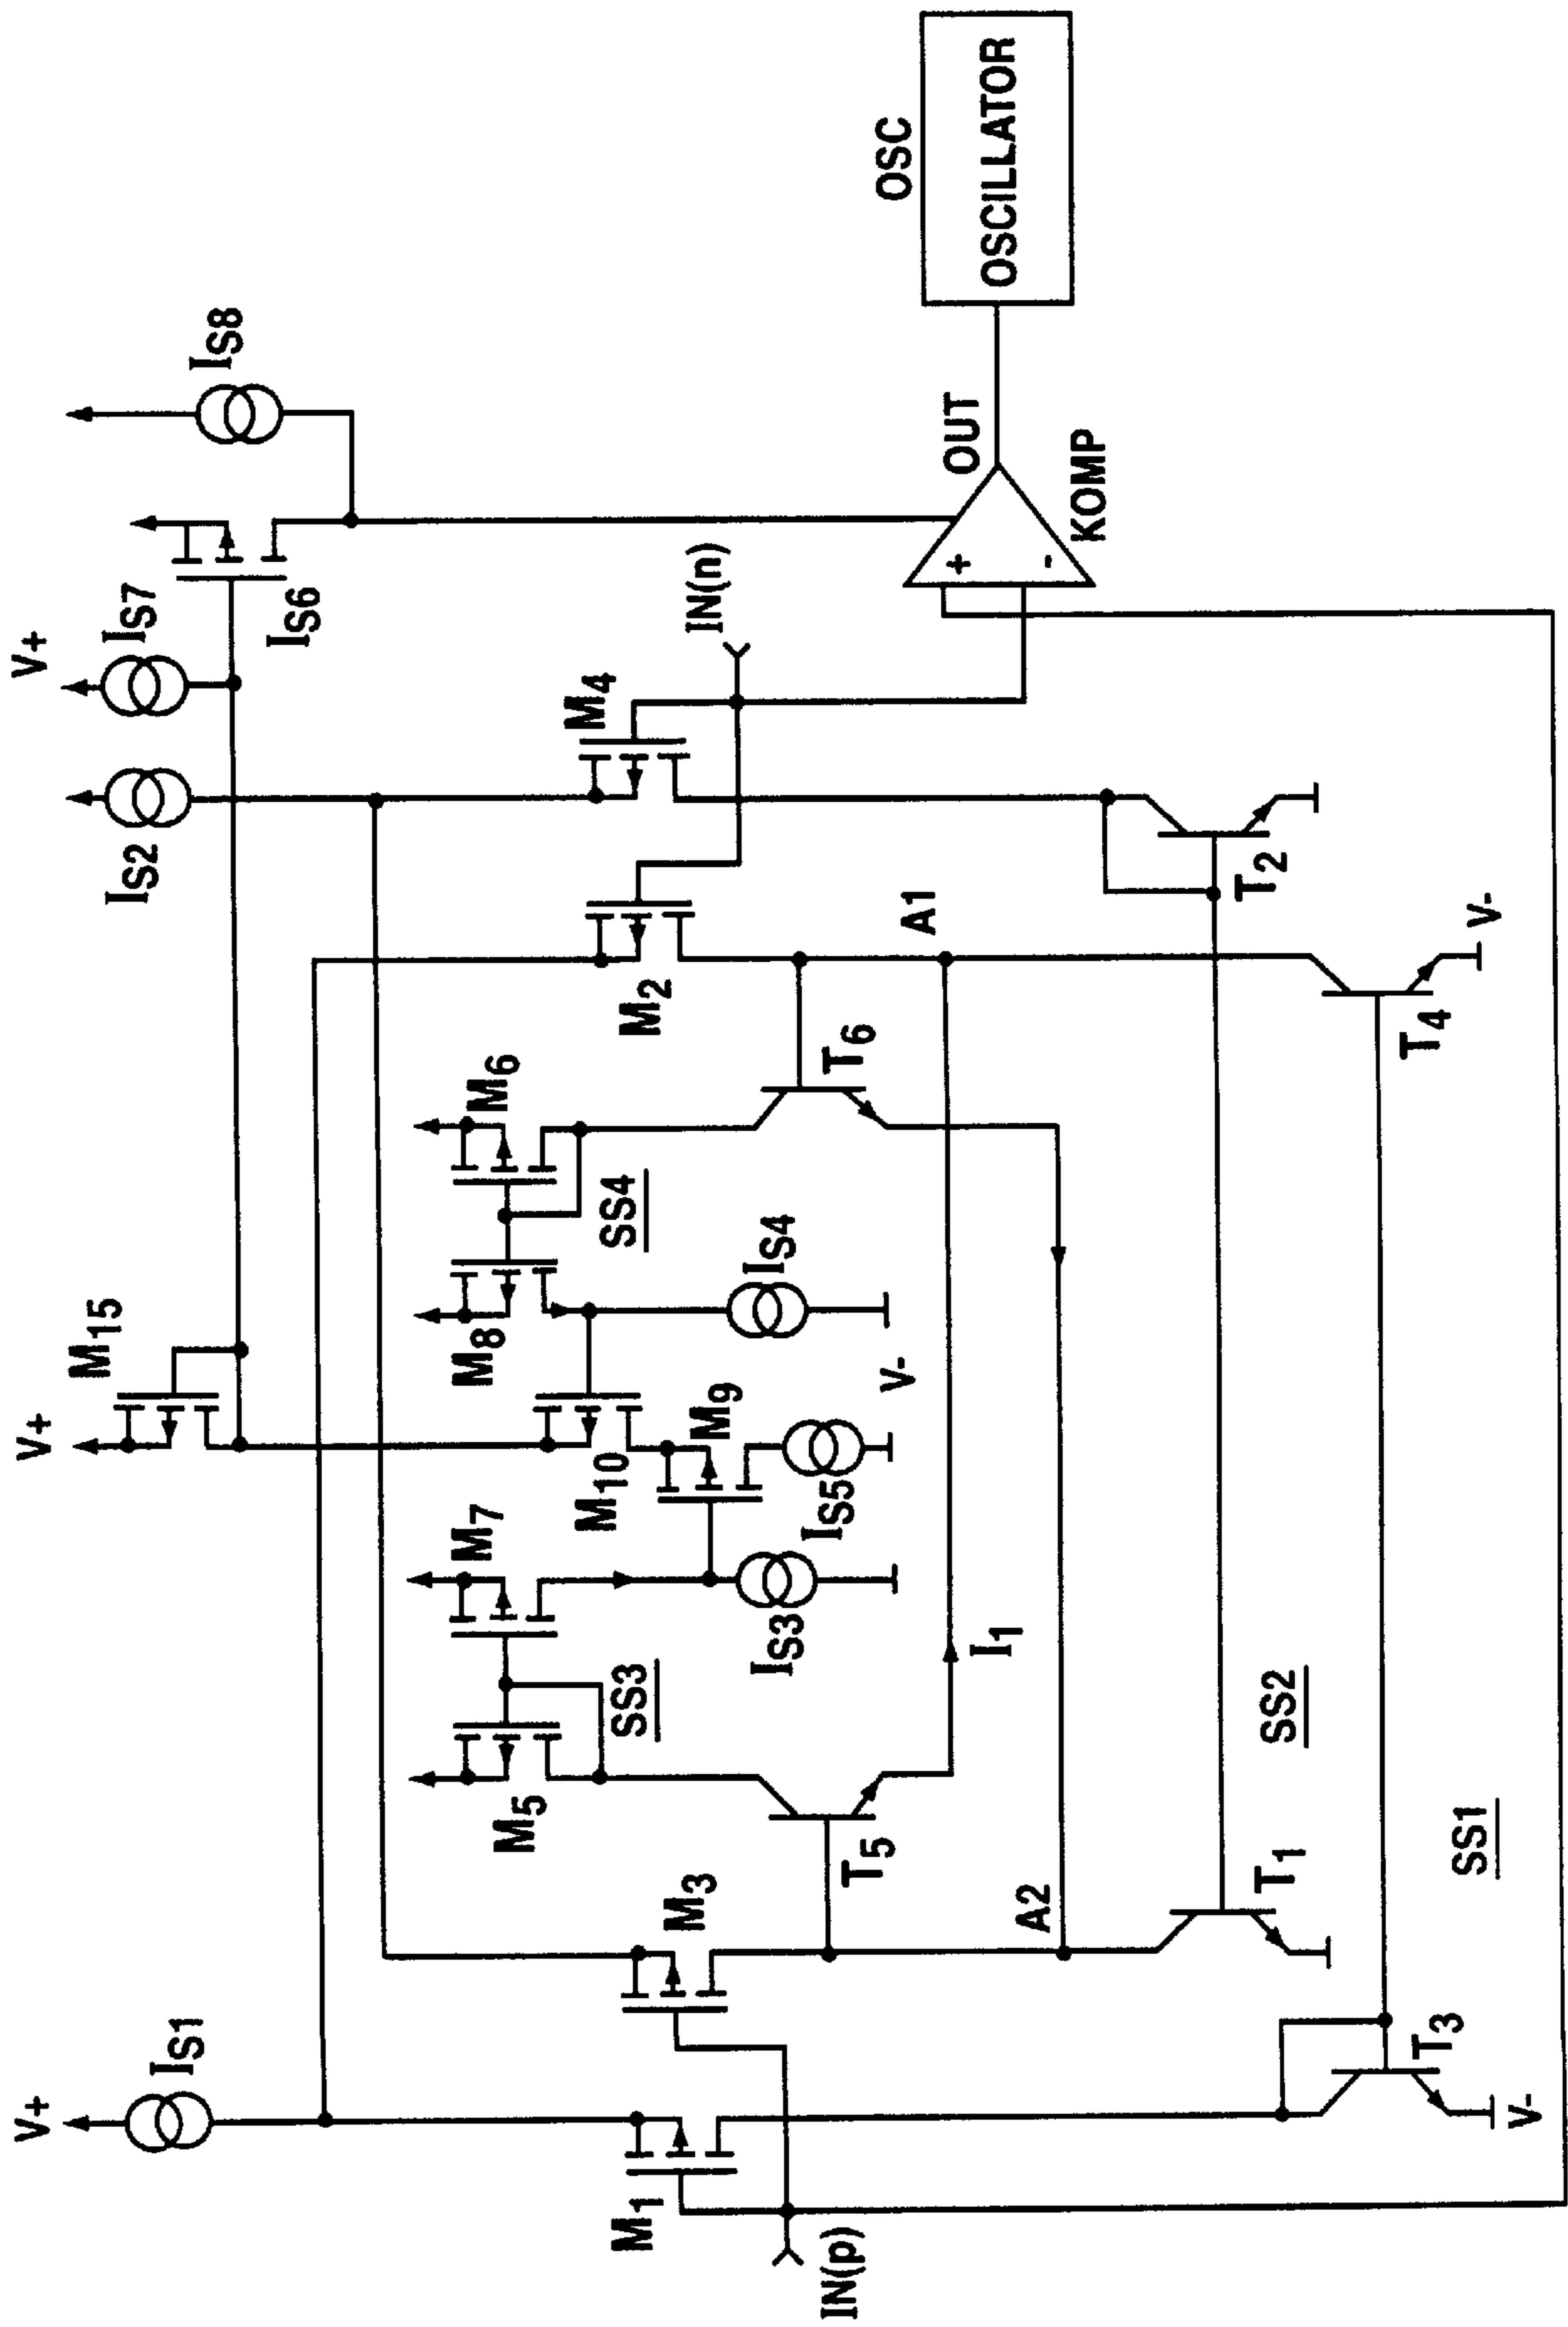 V+
IS1
V+
M15
IS2
V+
IS7
IS6
IS8
M1
M3
M5
M7
SS3
M10
M9
M8
M6
SS4
M2
M4
IN(n)
IN(p)
T5
IS3
IS5
IS4
V-
T6
A1
I1
A2
OUT
KOMP
+
-
OSC
OSCILLATOR
T1
SS2
T2
T3
SS1
T4
V-
V-